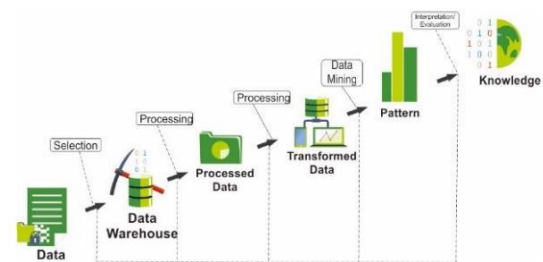 Interpretation/
Evaluation
Knowledge
Data
Mining
Pattern
Processing
Transformed
Data
Processing
Processed
Data
Selection
Data
Warehouse
Data